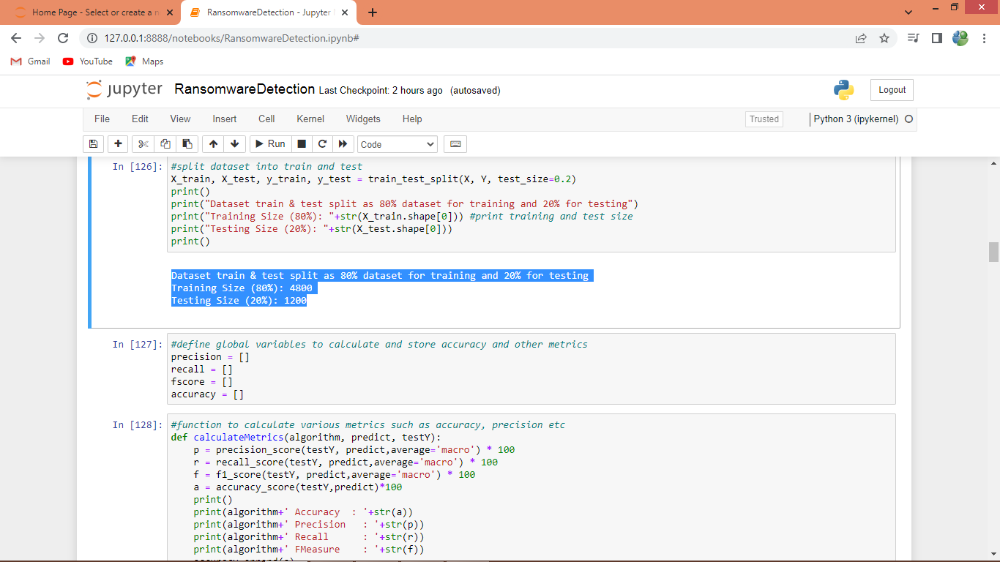 Home Page - Select or create a n
RansomwareDetection - Jupyter
127.0.0.1:8888/notebooks/RansomwareDetection.ipynb#
Gmail YouTube Maps
jupyter RansomwareDetection Last Checkpoint: 2 hours ago (autosaved) Logout
File Edit View Insert Cell Kernel Widgets Help Trusted Python 3 (ipykernel)
Run Code
In [126]: #split dataset into train and test
X_train, X_test, y_train, y_test = train_test_split(X, Y, test_size=0.2)
print()
print("Dataset train & test split as 80% dataset for training and 20% for testing")
print("Training Size (80%): "+str(X_train.shape[0])) #print training and test size
print("Testing Size (20%): "+str(X_test.shape[0]))
print()
Dataset train & test split as 80% dataset for training and 20% for testing
Training Size (80%): 4800
Testing Size (20%): 1200
In [127]: #define global variables to calculate and store accuracy and other metrics
precision = []
recall = []
fscore = []
accuracy = []
In [128]: #function to calculate various metrics such as accuracy, precision etc
def calculateMetrics(algorithm, predict, testY):
    p = precision_score(testY, predict,average='macro') * 100
    r = recall_score(testY, predict,average='macro') * 100
    f = f1_score(testY, predict,average='macro') * 100
    a = accuracy_score(testY,predict)*100
    print()
    print(algorithm+' Accuracy  : '+str(a))
    print(algorithm+' Precision   : '+str(p))
    print(algorithm+' Recall      : '+str(r))
    print(algorithm+' FMeasure    : '+str(f))